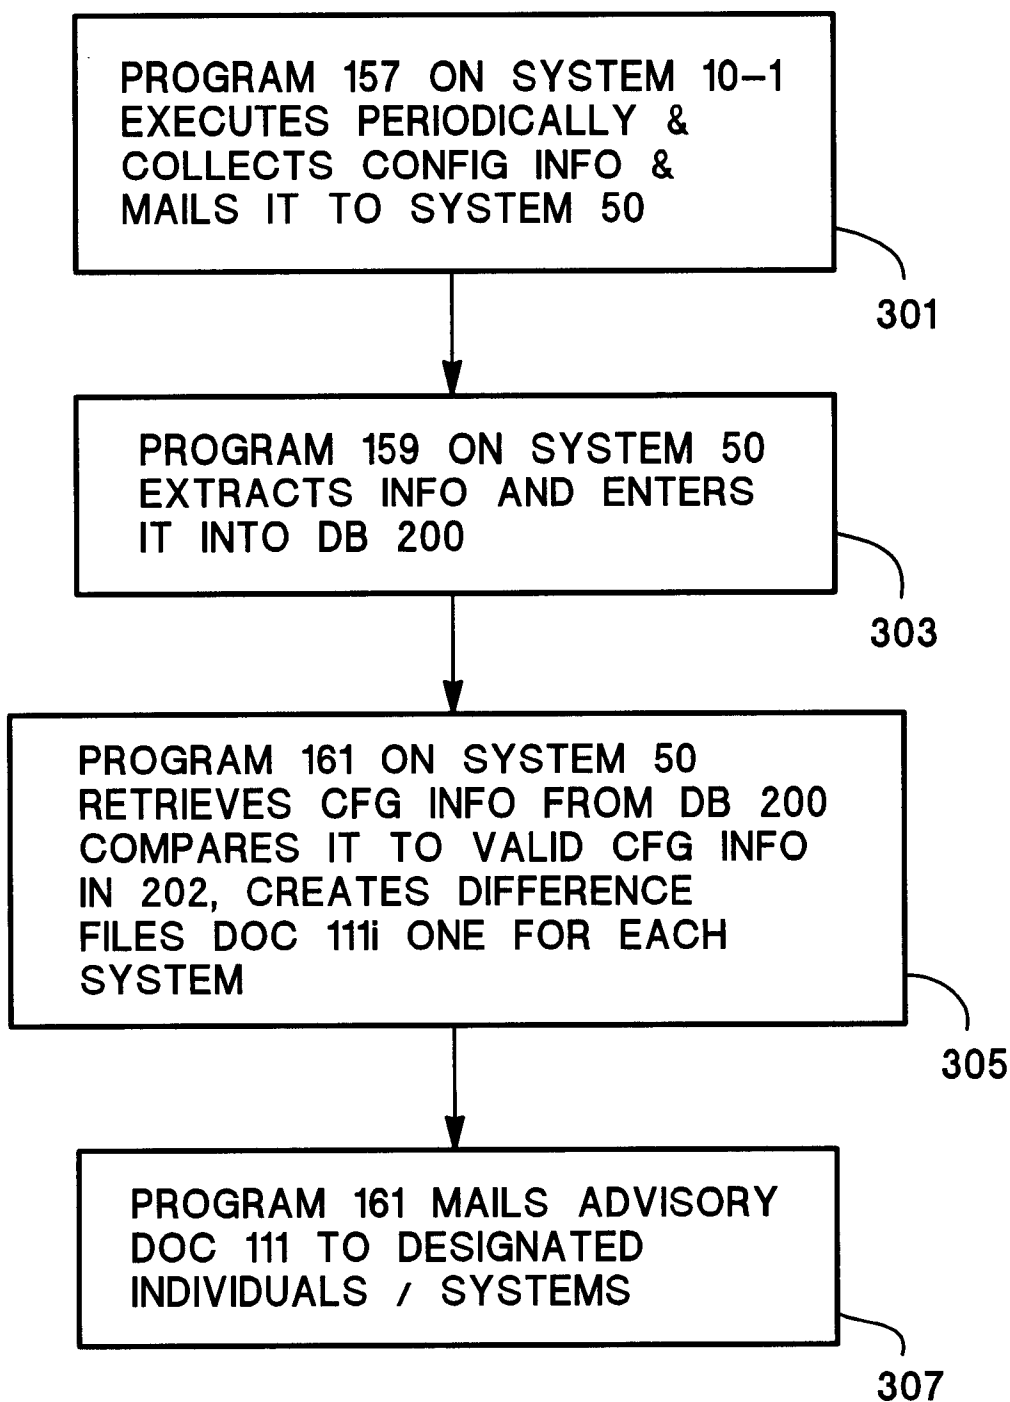 PROGRAM 157 ON SYSTEM 10-1
EXECUTES PERIODICALLY &
COLLECTS CONFIG INFO &
MAILS IT TO SYSTEM 50
301
PROGRAM 159 ON SYSTEM 50
EXTRACTS INFO AND ENTERS
IT INTO DB 200
303
PROGRAM 161 ON SYSTEM 50
RETRIEVES CFG INFO FROM DB 200
COMPARES IT TO VALID CFG INFO
IN 202, CREATES DIFFERENCE
FILES DOC 111i ONE FOR EACH
SYSTEM
305
PROGRAM 161 MAILS ADVISORY
DOC 111 TO DESIGNATED
INDIVIDUALS / SYSTEMS
307